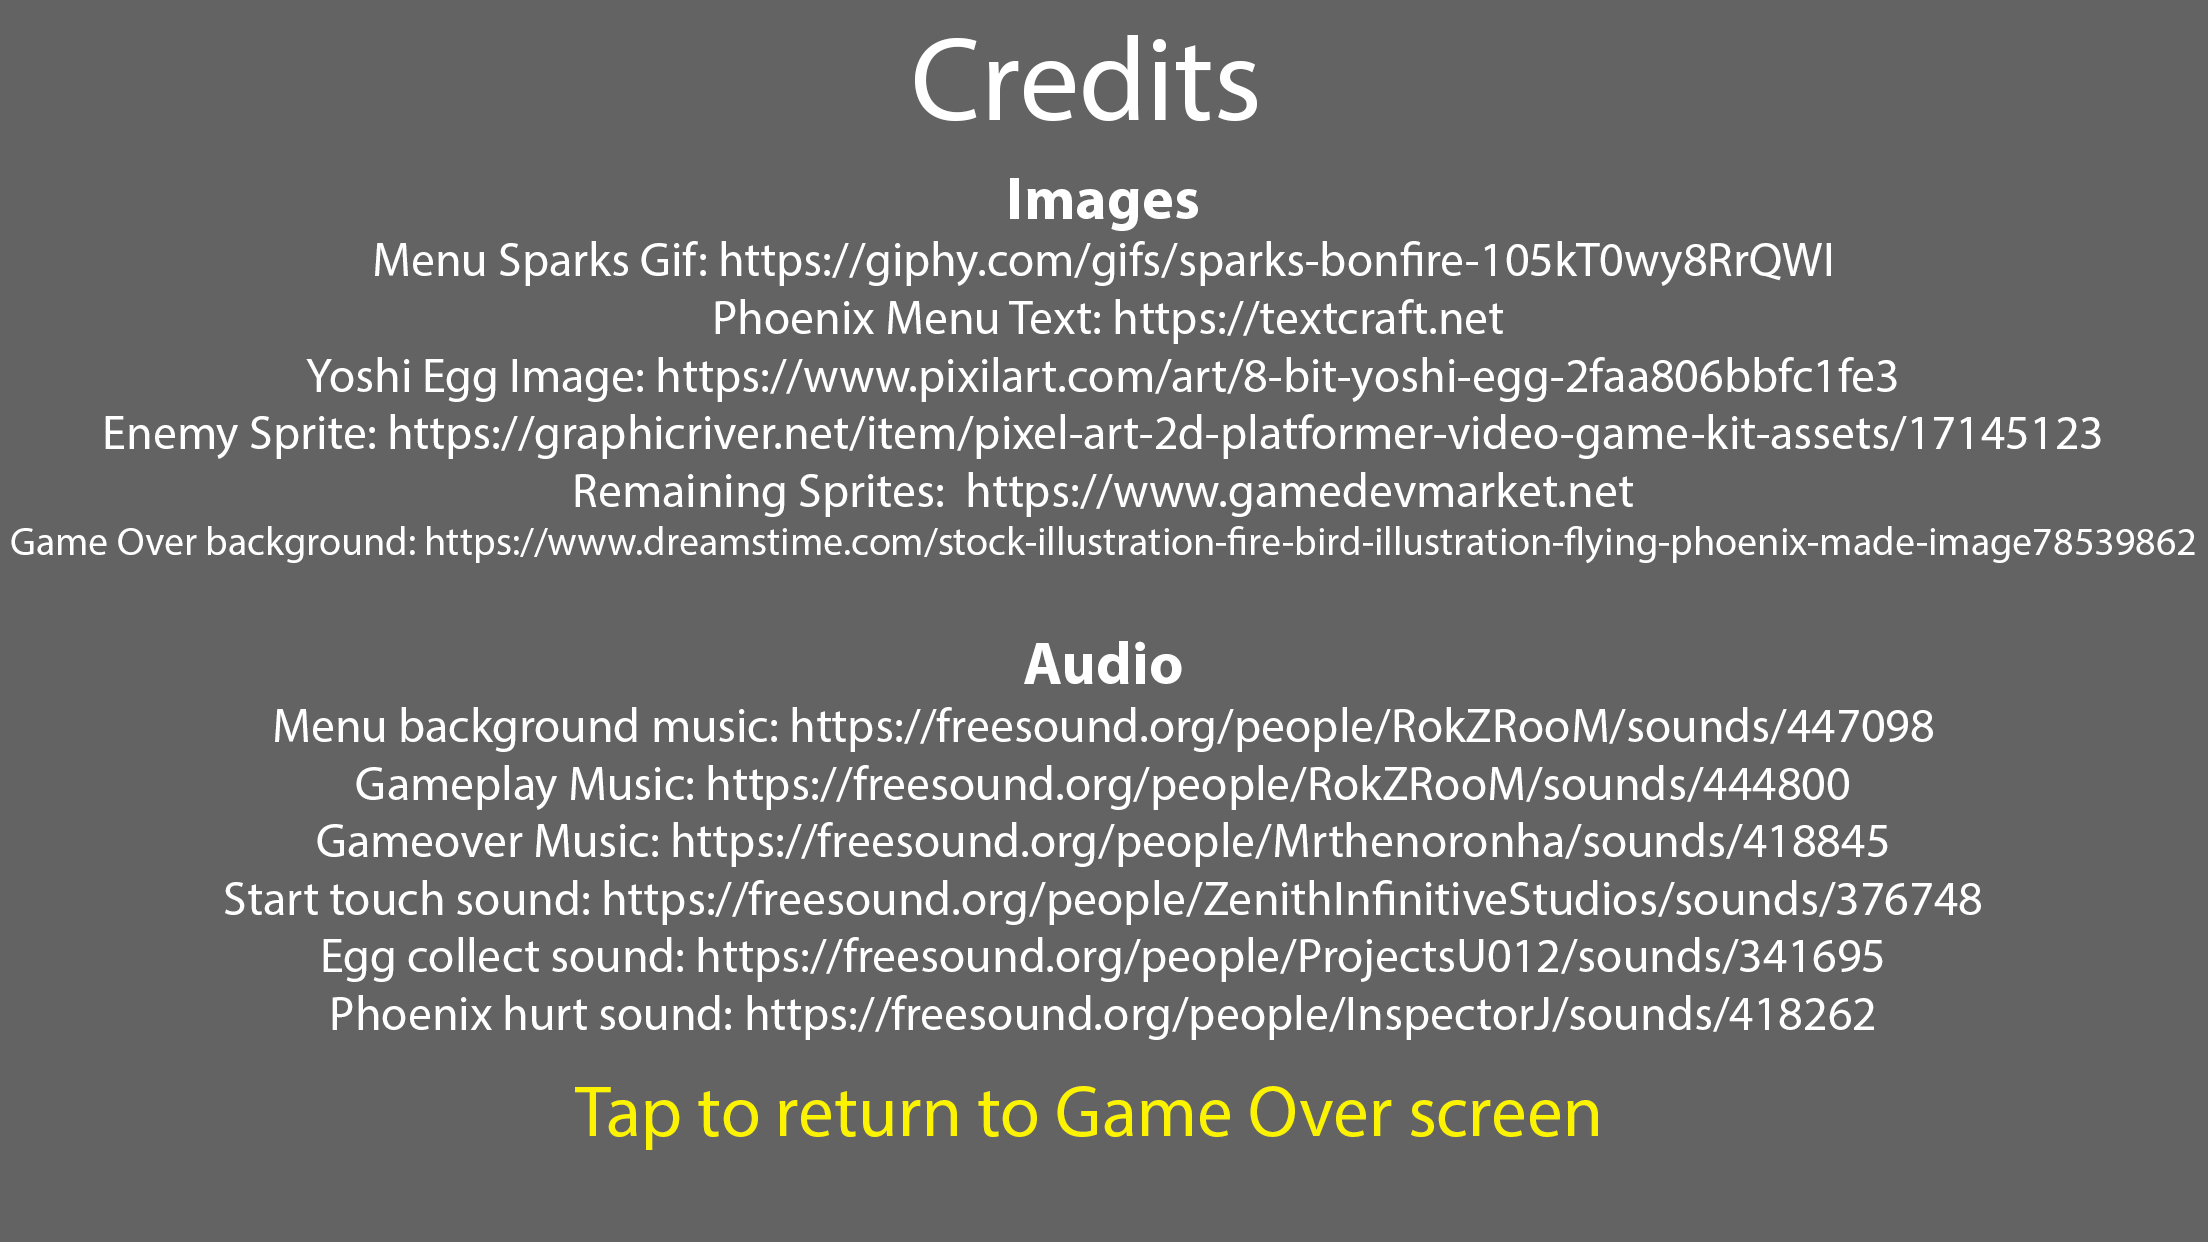 Credits
Images
Menu Sparks Gif: https://giphy.com/gifs/sparks-bonfire-105kT0wy8RrQWI
Phoenix Menu Text: https://textcraft.net
Yoshi Egg Image: https://www.pixilart.com/art/8-bit-yoshi-egg-2faa806bbfc1fe3
Enemy Sprite: https://graphicriver.net/item/pixel-art-2d-platformer-video-game-kit-assets/17145123
Remaining Sprites:  https://www.gamedevmarket.net
Game Over background: https://www.dreamstime.com/stock-illustration-fire-bird-illustration-flying-phoenix-made-image78539862
Audio
Menu background music: https://freesound.org/people/RokZRooM/sounds/447098
Gameplay Music: https://freesound.org/people/RokZRooM/sounds/444800
Gameover Music: https://freesound.org/people/Mrthenoronha/sounds/418845
Start touch sound: https://freesound.org/people/ZenithInfinitiveStudios/sounds/376748
Egg collect sound: https://freesound.org/people/ProjectsU012/sounds/341695
Phoenix hurt sound: https://freesound.org/people/InspectorJ/sounds/418262
Tap to return to Game Over screen